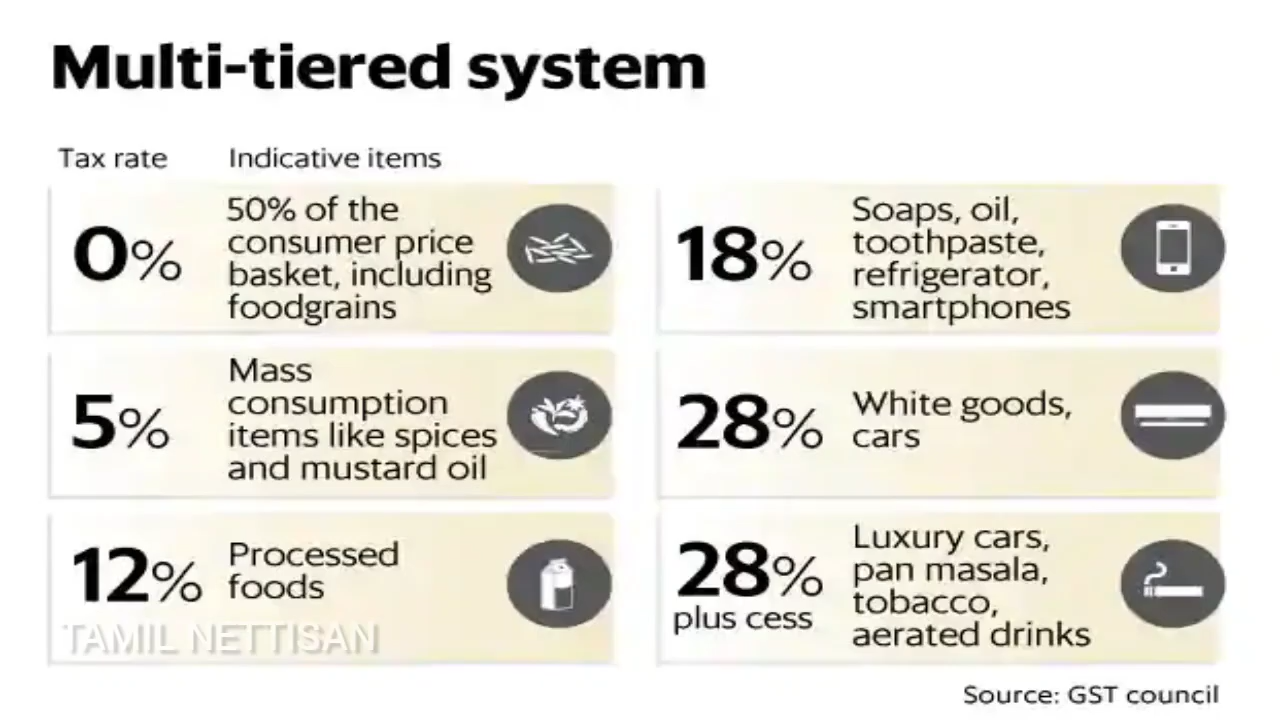 Multi-tiered system
Tax rate
Indicative items
0%
50% of the
consumer price
basket, including
foodgrains
5%
Mass
consumption
items like spices
and mustard oil
12%
Processed
foods
18%
Soaps, oil,
toothpaste,
refrigerator,
smartphones
28%
White goods,
cars
28%
plus cess
Luxury cars,
pan masala,
tobacco,
aerated drinks
TAMIL NETTISAN
Source: GST council